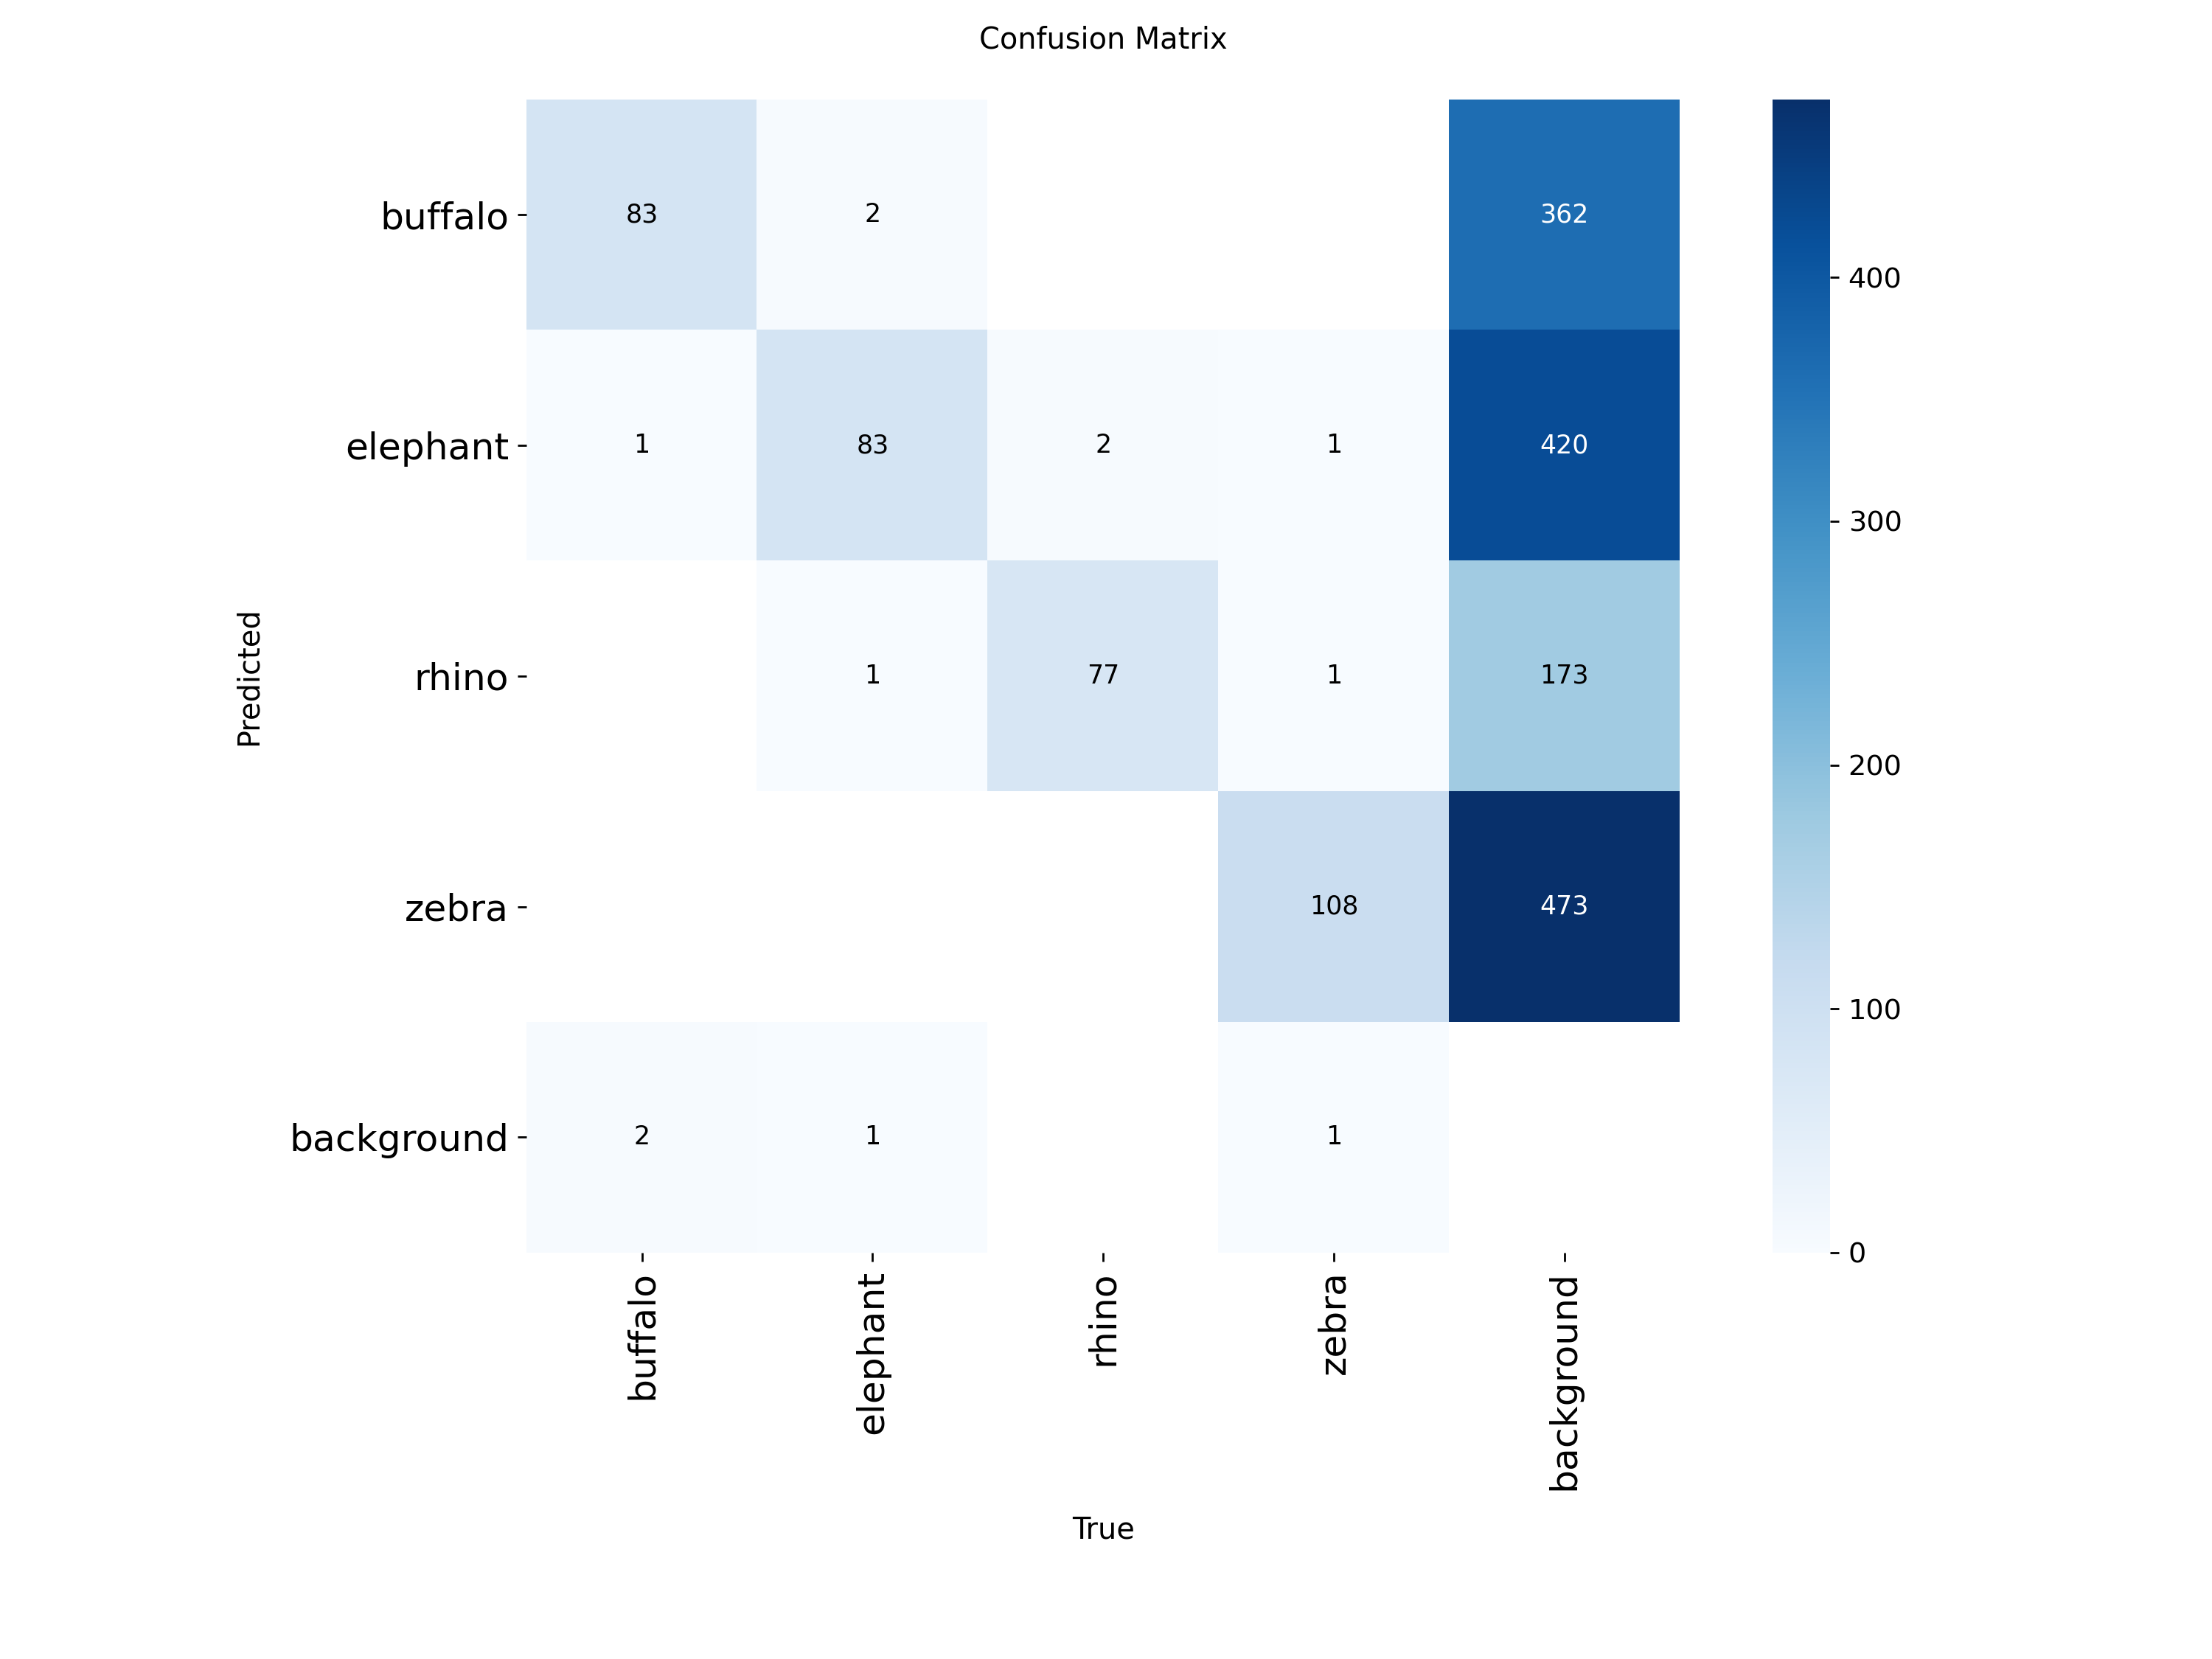 Confusion Matrix
buffalo 83 2 362
400
elephant 1 83 2 1 420
300
rhino 1 77 1 173
Predicted
200
zebra 108 473
100
background 2 1 1
0
buffalo
elephant
rhino
zebra
background
True